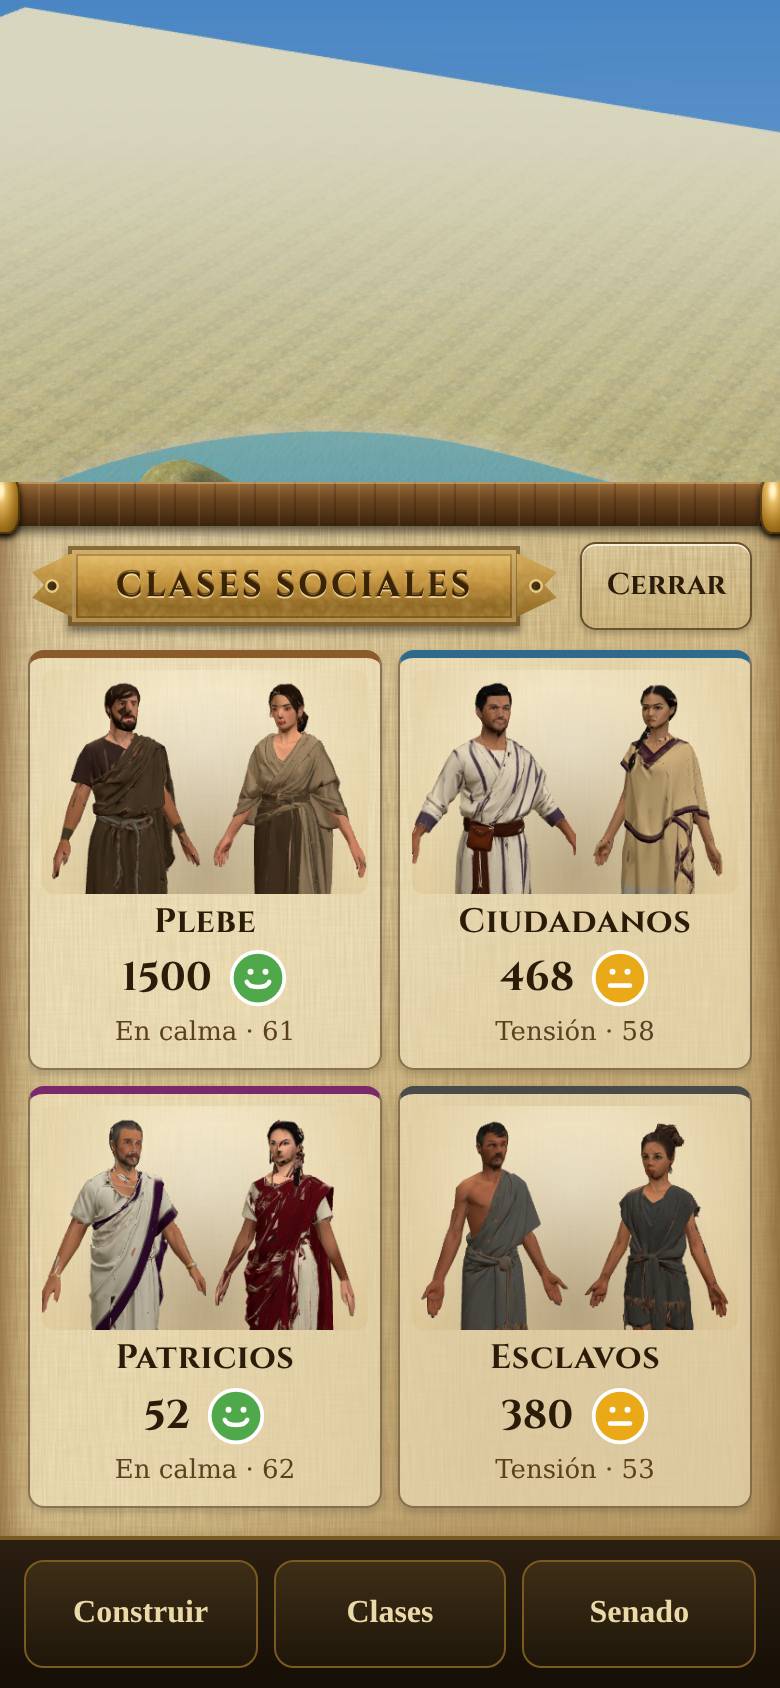 CLASES SOCIALES
CERRAR
PLEBE
1500
En calma · 61
CIUDADANOS
468
Tensión · 58
PATRICIOS
52
En calma · 62
ESCLAVOS
380
Tensión · 53
Construir
Clases
Senado